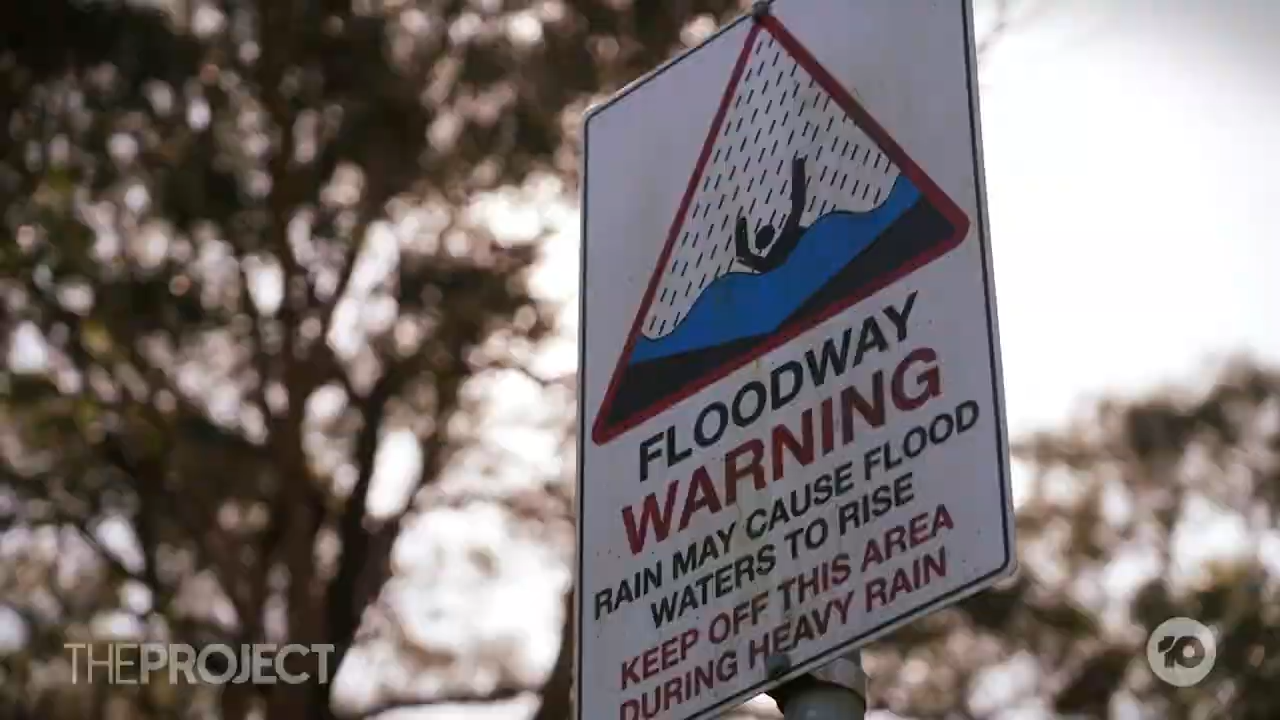 FLOODWAY
WARNING
RAIN MAY CAUSE FLOOD
WATERS TO RISE
KEEP OFF THIS AREA
DURING HEAVY RAIN
THEPROJECT
10